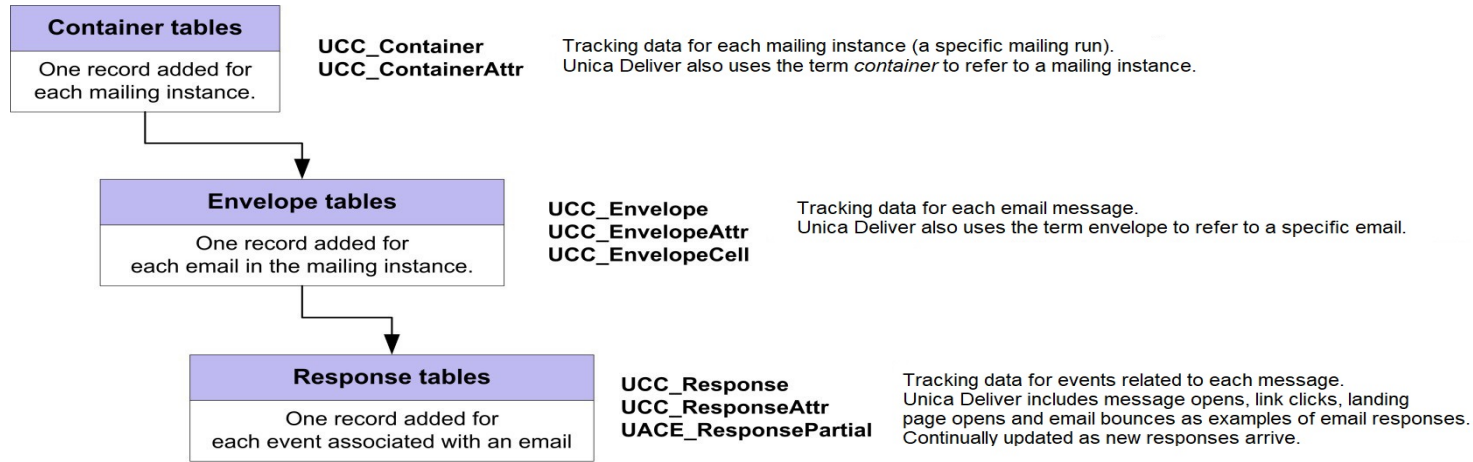 Container tables
One record added for
each mailing instance.
UCC_Container
UCC_ContainerAttr
Tracking data for each mailing instance (a specific mailing run).
Unica Deliver also uses the term container to refer to a mailing instance.
Envelope tables
One record added for
each email in the mailing instance.
UCC_Envelope
UCC_EnvelopeAttr
UCC_EnvelopeCell
Tracking data for each email message.
Unica Deliver also uses the term envelope to refer to a specific email.
Response tables
One record added for
each event associated with an email
UCC_Response
UCC_ResponseAttr
UACE_ResponsePartial
Tracking data for events related to each message.
Unica Deliver includes message opens, link clicks, landing
page opens and email bounces as examples of email responses.
Continually updated as new responses arrive.